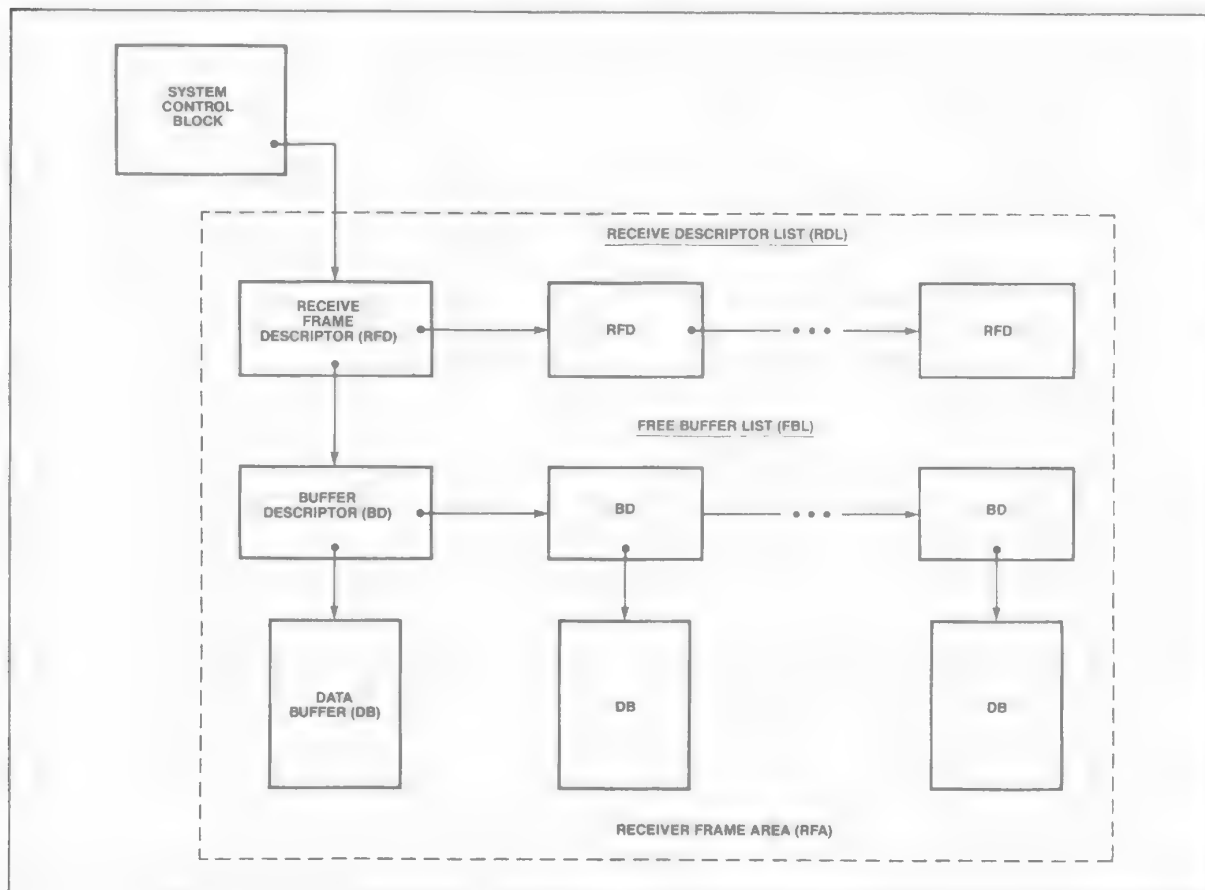 SYSTEM
CONTROL
BLOCK
RECEIVE DESCRIPTOR LIST (RDL)
RECEIVE
FRAME
DESCRIPTOR (RFD)
RFD
RFD
FREE BUFFER LIST (FBL)
BUFFER
DESCRIPTOR (BD)
BD
BD
DATA
BUFFER (DB)
DB
DB
RECEIVER FRAME AREA (RFA)